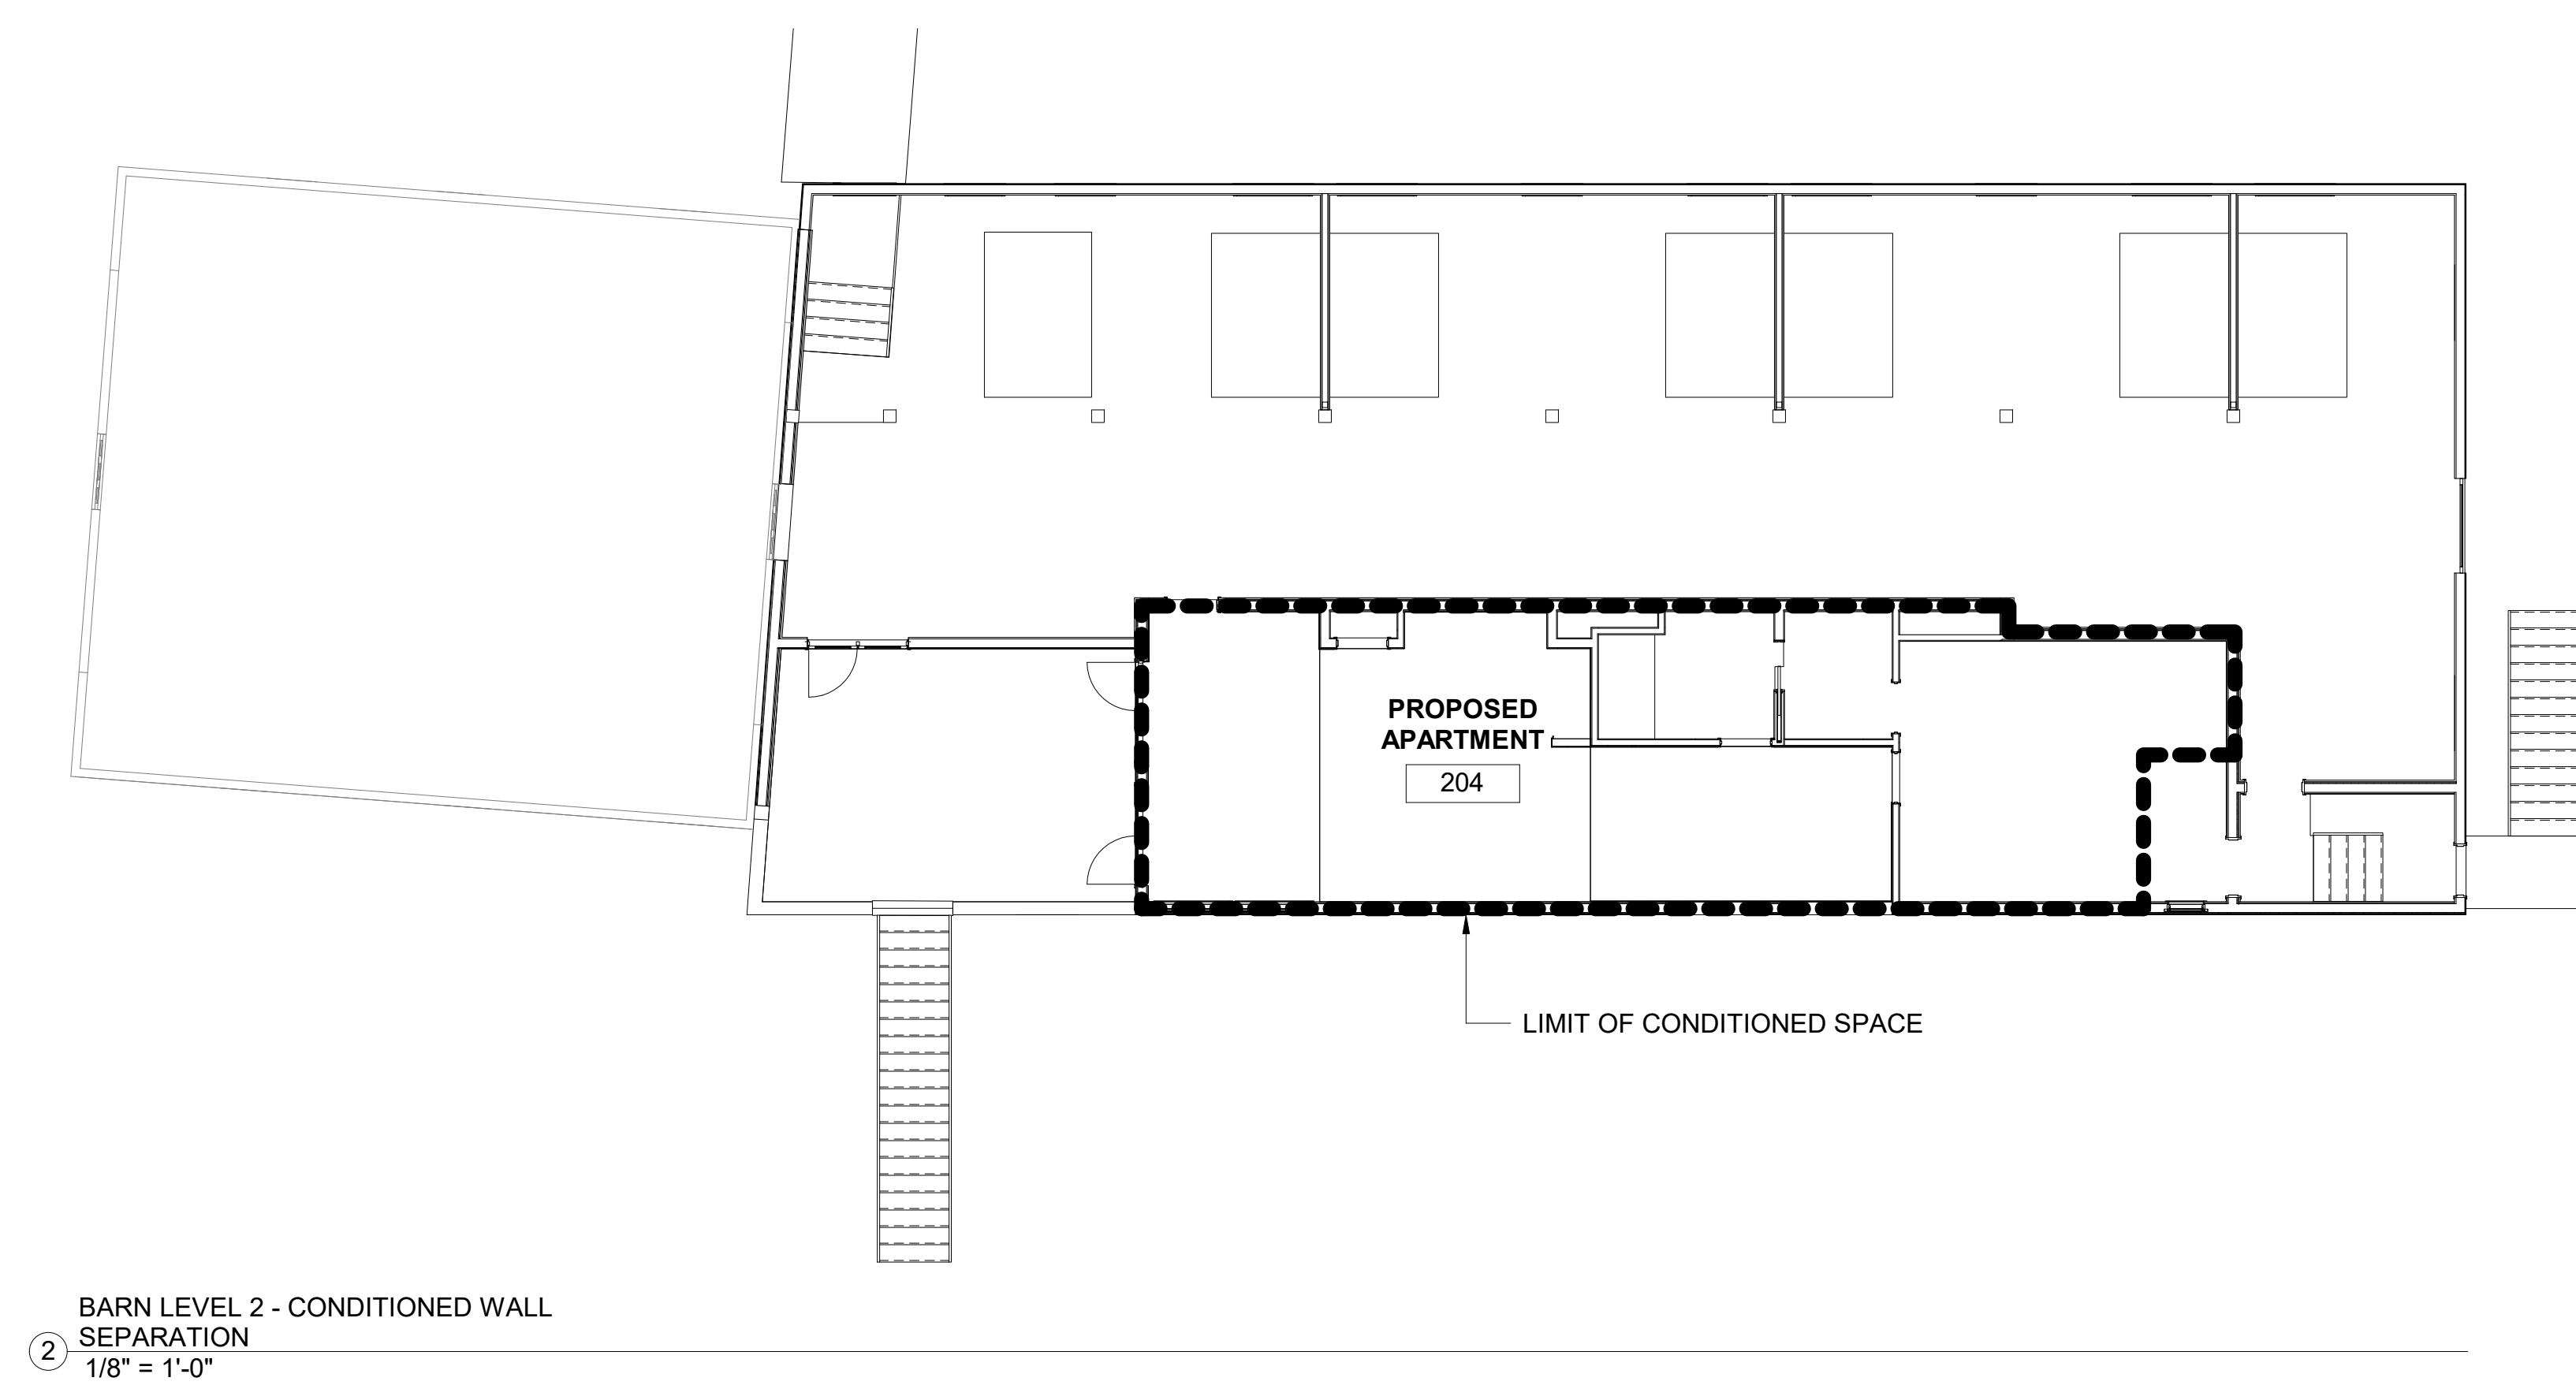 PROPOSED
APARTMENT
204
LIMIT OF CONDITIONED SPACE
BARN LEVEL 2 - CONDITIONED WALL
SEPARATION
2
1/8" = 1'-0"